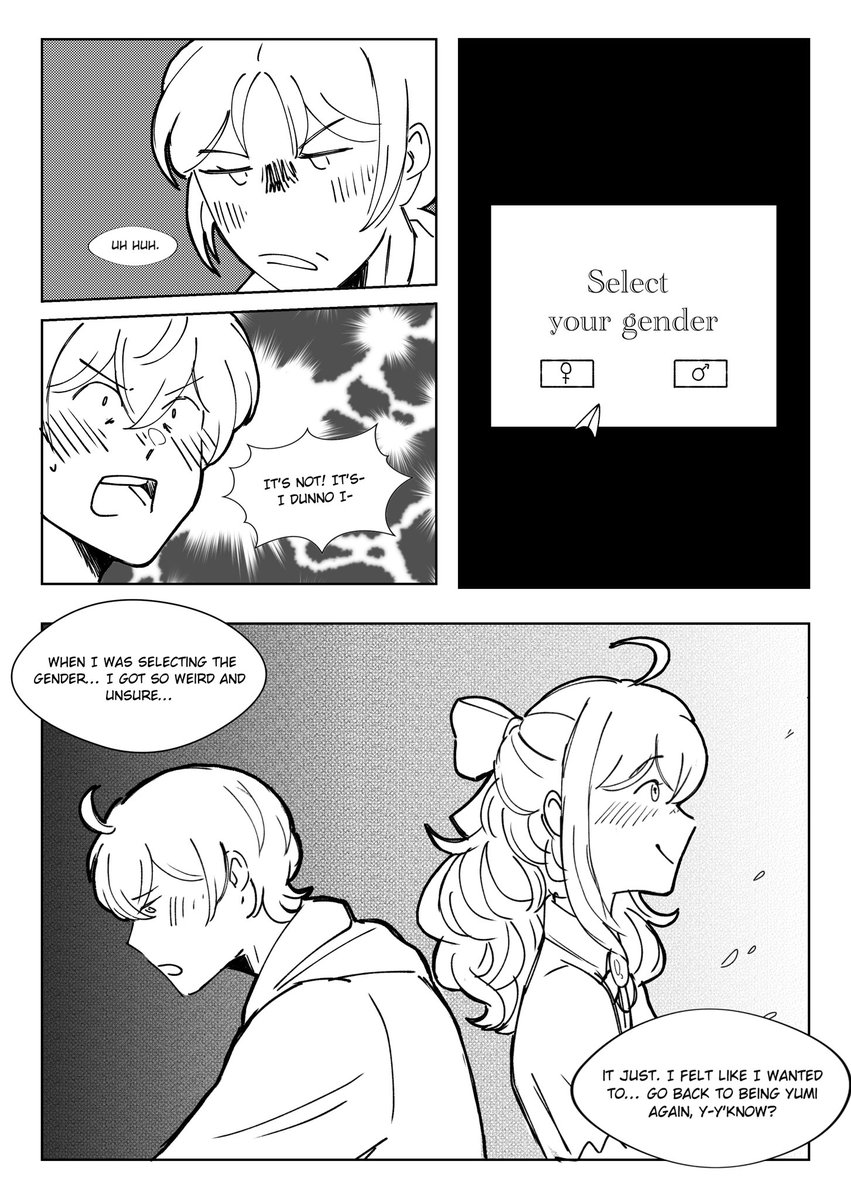 UH HUH.
Select
your gender
♀ ♂
IT'S NOT! IT'S-
I DUNNO I-
WHEN I WAS SELECTING THE
GENDER... I GOT SO WEIRD AND
UNSURE...
IT JUST. I FELT LIKE I WANTED
TO... GO BACK TO BEING YUMI
AGAIN, Y-Y'KNOW?